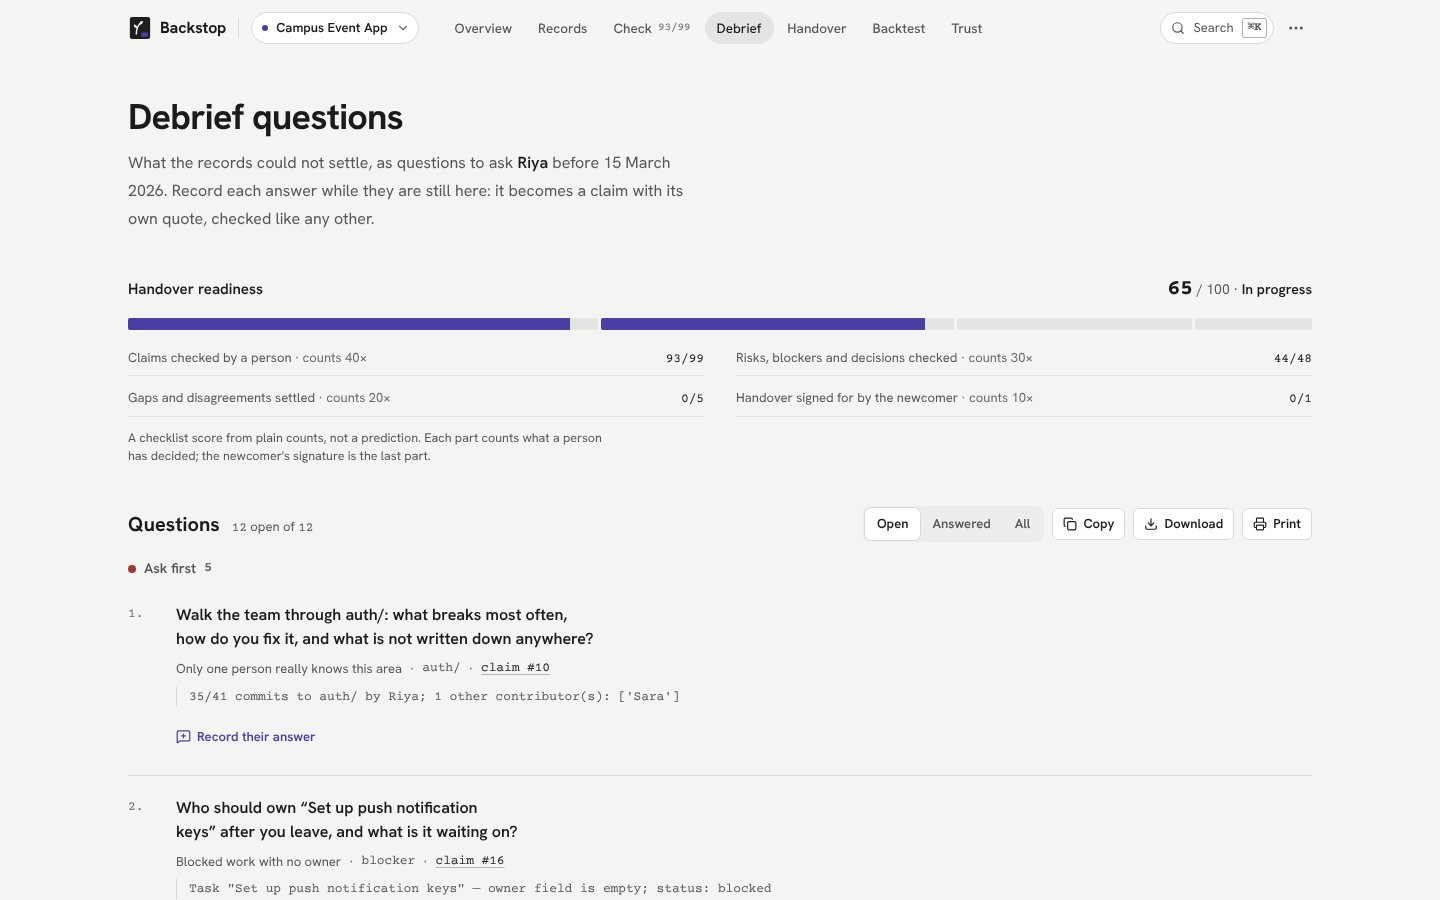 Backstop
Campus Event App
Overview
Records
Check 93/99
Debrief
Handover
Backtest
Trust
Search ⌘K
Debrief questions
What the records could not settle, as questions to ask Riya before 15 March
2026. Record each answer while they are still here: it becomes a claim with its
own quote, checked like any other.
Handover readiness
65 / 100 · In progress
Claims checked by a person · counts 40× 93/99
Risks, blockers and decisions checked · counts 30× 44/48
Gaps and disagreements settled · counts 20× 0/5
Handover signed for by the newcomer · counts 10× 0/1
A checklist score from plain counts, not a prediction. Each part counts what a person
has decided; the newcomer's signature is the last part.
Questions 12 open of 12
Open
Answered
All
Copy
Download
Print
Ask first 5
1. Walk the team through auth/: what breaks most often,
how do you fix it, and what is not written down anywhere?
Only one person really knows this area · auth/ · claim #10
35/41 commits to auth/ by Riya; 1 other contributor(s): ['Sara']
Record their answer
2. Who should own “Set up push notification
keys” after you leave, and what is it waiting on?
Blocked work with no owner · blocker · claim #16
Task "Set up push notification keys" — owner field is empty; status: blocked